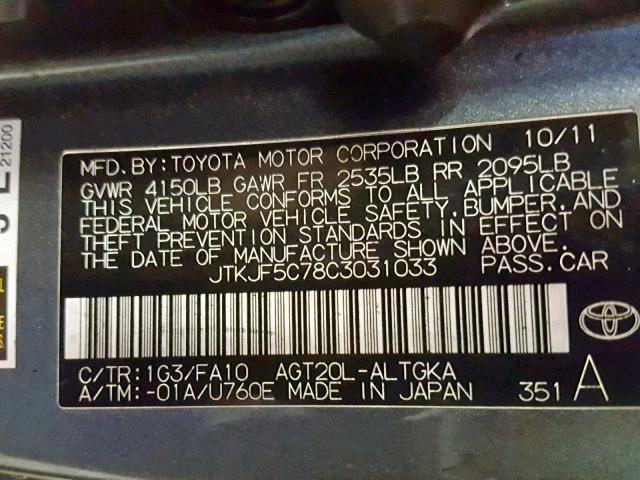 MFD. BY: TOYOTA MOTOR CORPORATION 10/11
GVWR 4150LB GAWR FR 2535LB RR 2095LB
THIS VEHICLE CONFORMS TO ALL APPLICABLE
FEDERAL MOTOR VEHICLE SAFETY, BUMPER, AND
THEFT PREVENTION STANDARDS IN EFFECT ON
THE DATE OF MANUFACTURE SHOWN ABOVE.
JTKJF5C78C3031033 PASS. CAR
C/TR: 1G3/FA10 AGT20L-ALTGKA
A/TM: -01A/U760E MADE IN JAPAN 351 A
21200